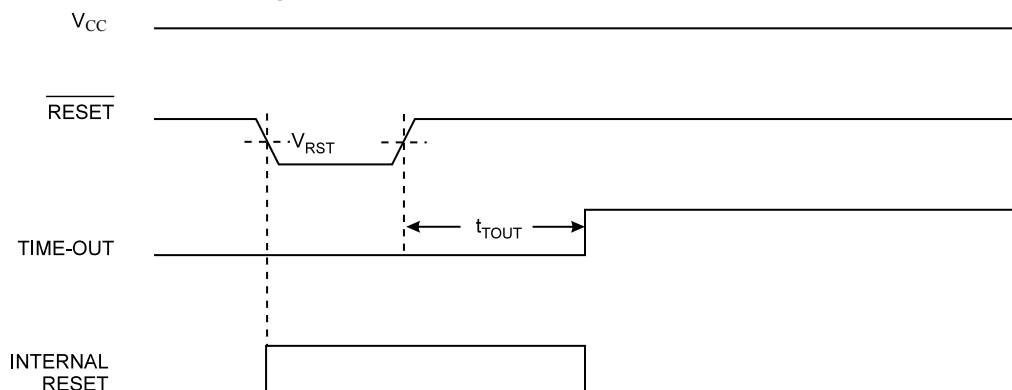 VCC
RESET
VRST
tTOUT
TIME-OUT
INTERNAL
RESET